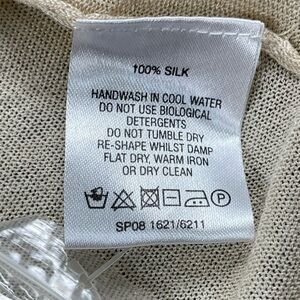 100% SILK
HANDWASH IN COOL WATER
DO NOT USE BIOLOGICAL
DETERGENTS
DO NOT TUMBLE DRY
RE-SHAPE WHILST DAMP
FLAT DRY, WARM IRON
OR DRY CLEAN
P
SP08 1621/6211